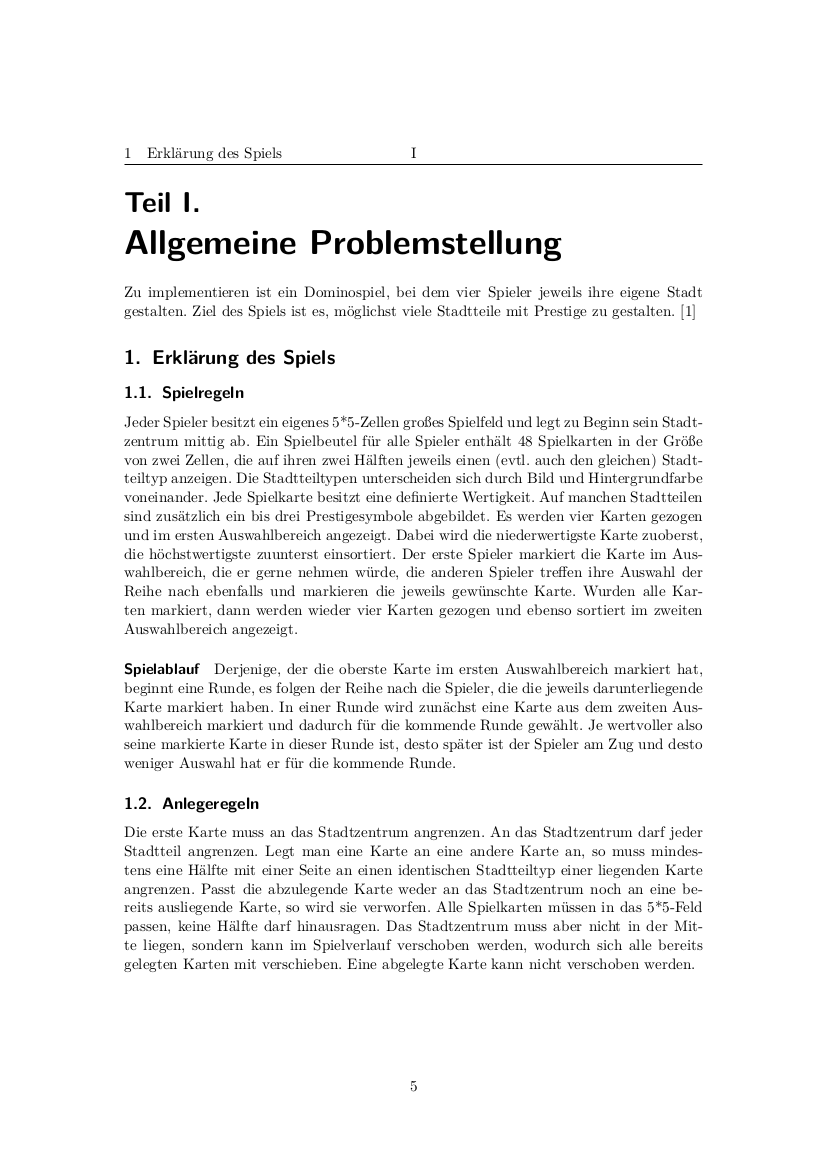 1 Erklärung des Spiels I
Teil I.
Allgemeine Problemstellung
Zu implementieren ist ein Dominospiel, bei dem vier Spieler jeweils ihre eigene Stadt
gestalten. Ziel des Spiels ist es, möglichst viele Stadtteile mit Prestige zu gestalten. [1]
1. Erklärung des Spiels
1.1. Spielregeln
Jeder Spieler besitzt ein eigenes 5*5-Zellen großes Spielfeld und legt zu Beginn sein Stadt-
zentrum mittig ab. Ein Spielbeutel für alle Spieler enthält 48 Spielkarten in der Größe
von zwei Zellen, die auf ihren zwei Hälften jeweils einen (evtl. auch den gleichen) Stadt-
teiltyp anzeigen. Die Stadtteiltypen unterscheiden sich durch Bild und Hintergrundfarbe
voneinander. Jede Spielkarte besitzt eine definierte Wertigkeit. Auf manchen Stadtteilen
sind zusätzlich ein bis drei Prestigesymbole abgebildet. Es werden vier Karten gezogen
und im ersten Auswahlbereich angezeigt. Dabei wird die niederwertigste Karte zuoberst,
die höchstwertigste zuunterst einsortiert. Der erste Spieler markiert die Karte im Aus-
wahlbereich, die er gerne nehmen würde, die anderen Spieler treffen ihre Auswahl der
Reihe nach ebenfalls und markieren die jeweils gewünschte Karte. Wurden alle Kar-
ten markiert, dann werden wieder vier Karten gezogen und ebenso sortiert im zweiten
Auswahlbereich angezeigt.
Spielablauf Derjenige, der die oberste Karte im ersten Auswahlbereich markiert hat,
beginnt eine Runde, es folgen der Reihe nach die Spieler, die die jeweils darunterliegende
Karte markiert haben. In einer Runde wird zunächst eine Karte aus dem zweiten Aus-
wahlbereich markiert und dadurch für die kommende Runde gewählt. Je wertvoller also
seine markierte Karte in dieser Runde ist, desto später ist der Spieler am Zug und desto
weniger Auswahl hat er für die kommende Runde.
1.2. Anlegeregeln
Die erste Karte muss an das Stadtzentrum angrenzen. An das Stadtzentrum darf jeder
Stadtteil angrenzen. Legt man eine Karte an eine andere Karte an, so muss mindes-
tens eine Hälfte mit einer Seite an einen identischen Stadtteiltyp einer liegenden Karte
angrenzen. Passt die abzulegende Karte weder an das Stadtzentrum noch an eine be-
reits ausliegende Karte, so wird sie verworfen. Alle Spielkarten müssen in das 5*5-Feld
passen, keine Hälfte darf hinausragen. Das Stadtzentrum muss aber nicht in der Mit-
te liegen, sondern kann im Spielverlauf verschoben werden, wodurch sich alle bereits
gelegten Karten mit verschieben. Eine abgelegte Karte kann nicht verschoben werden.
5